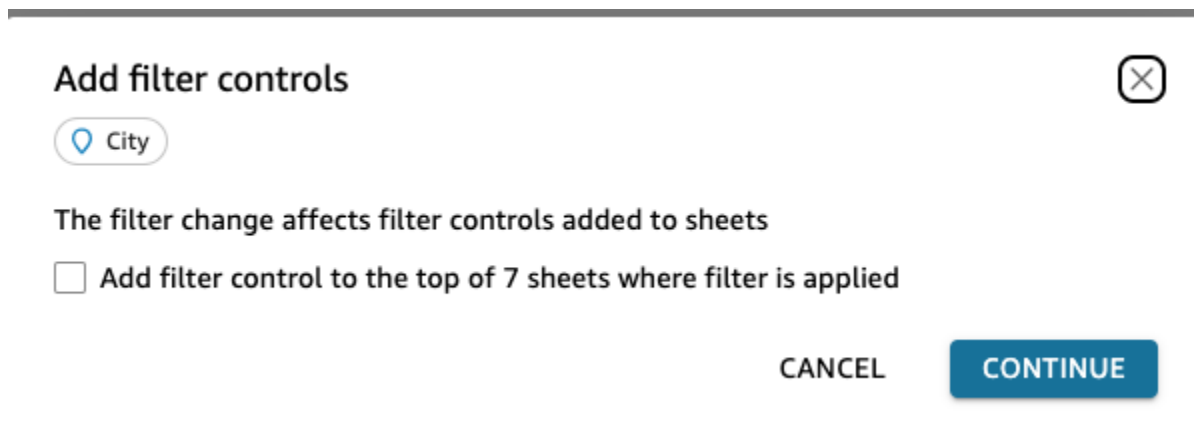 Add filter controls
City
The filter change affects filter controls added to sheets
Add filter control to the top of 7 sheets where filter is applied
CANCEL CONTINUE